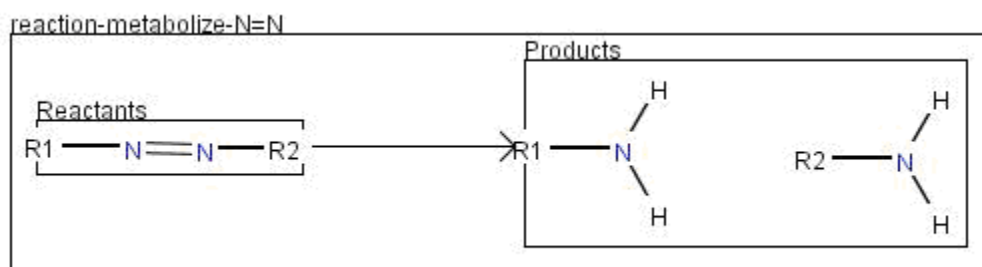 reaction-metabolize-N=N
Products
Reactants
H
H
R1 N N R2
R1 N
R2 N
H
H